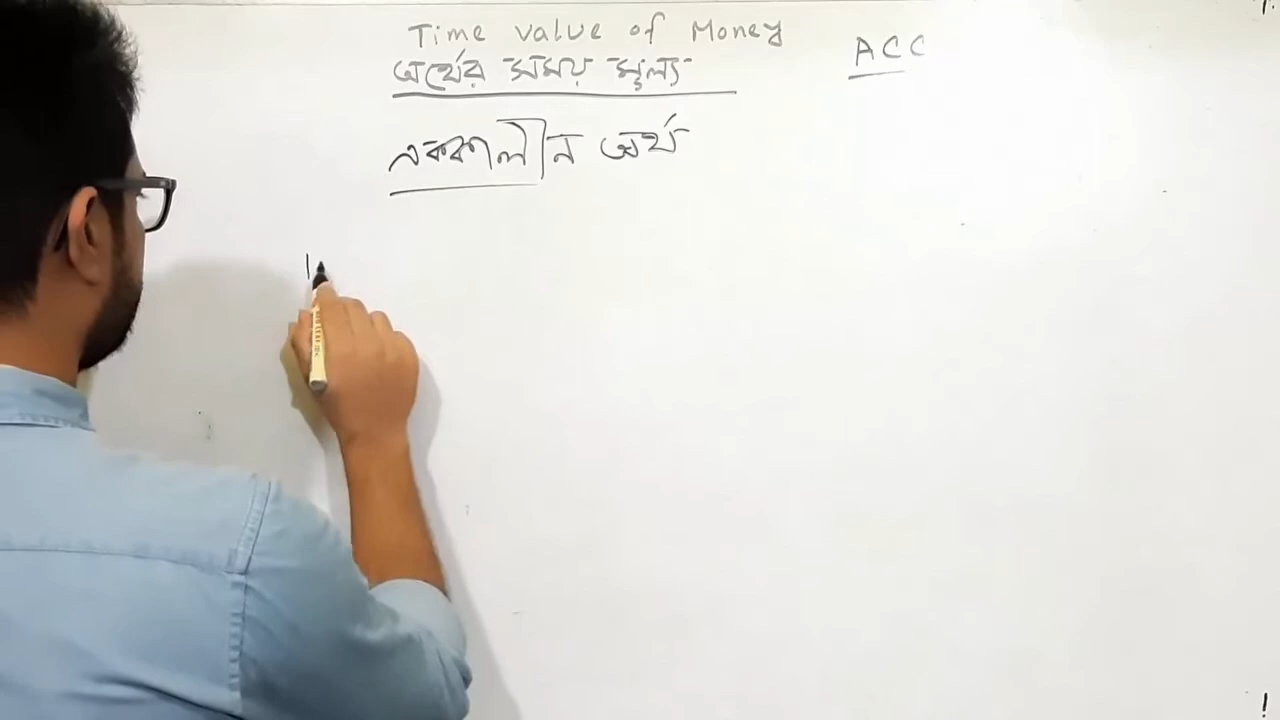 Time value of Money
অর্থের সময় মূল্য
ACC
এককালীন অর্থ